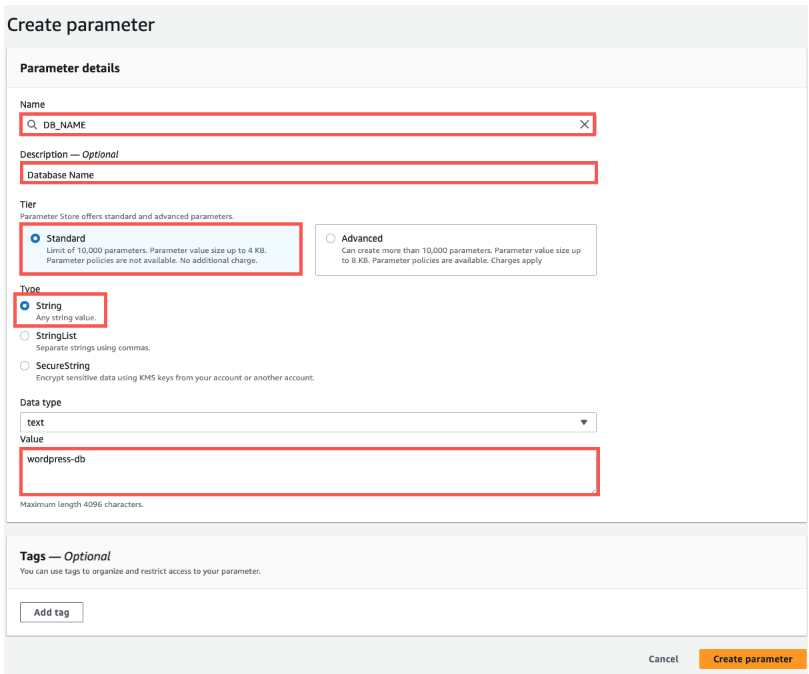 Create parameter
Parameter details
Name
DB_NAME
Description — Optional
Database Name
Tier
Parameter Store offers standard and advanced parameters.
Standard
Limit of 10,000 parameters. Parameter value size up to 4 KB.
Parameter policies are not available. No additional charge.
Advanced
Can create more than 10,000 parameters. Parameter value size up
to 8 KB. Parameter policies are available. Charges apply
Type
String
Any string value.
StringList
Separate strings using commas.
SecureString
Encrypt sensitive data using KMS keys from your account or another account.
Data type
text
Value
wordpress-db
Maximum length 4096 characters.
Tags — Optional
You can use tags to organize and restrict access to your parameter.
Add tag
Cancel
Create parameter